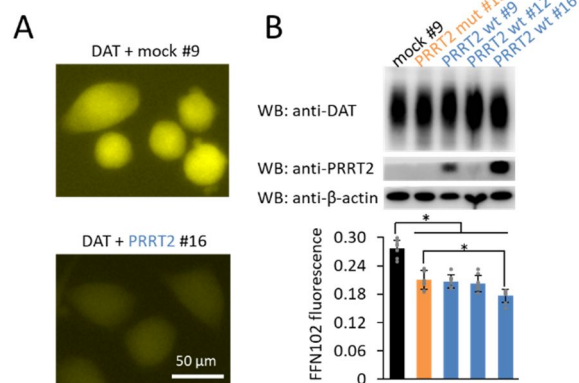 A
DAT + mock #9
DAT + PRRT2 #16
50 µm
B
mock #9
PRRT2 mut
PRRT2 wt #9
PRRT2 wt #12
PRRT2 wt #16
WB: anti-DAT
WB: anti-PRRT2
WB: anti-β-actin
FFN102 fluorescence
0.30
0.24
0.18
0.12
0.06
0
*
*